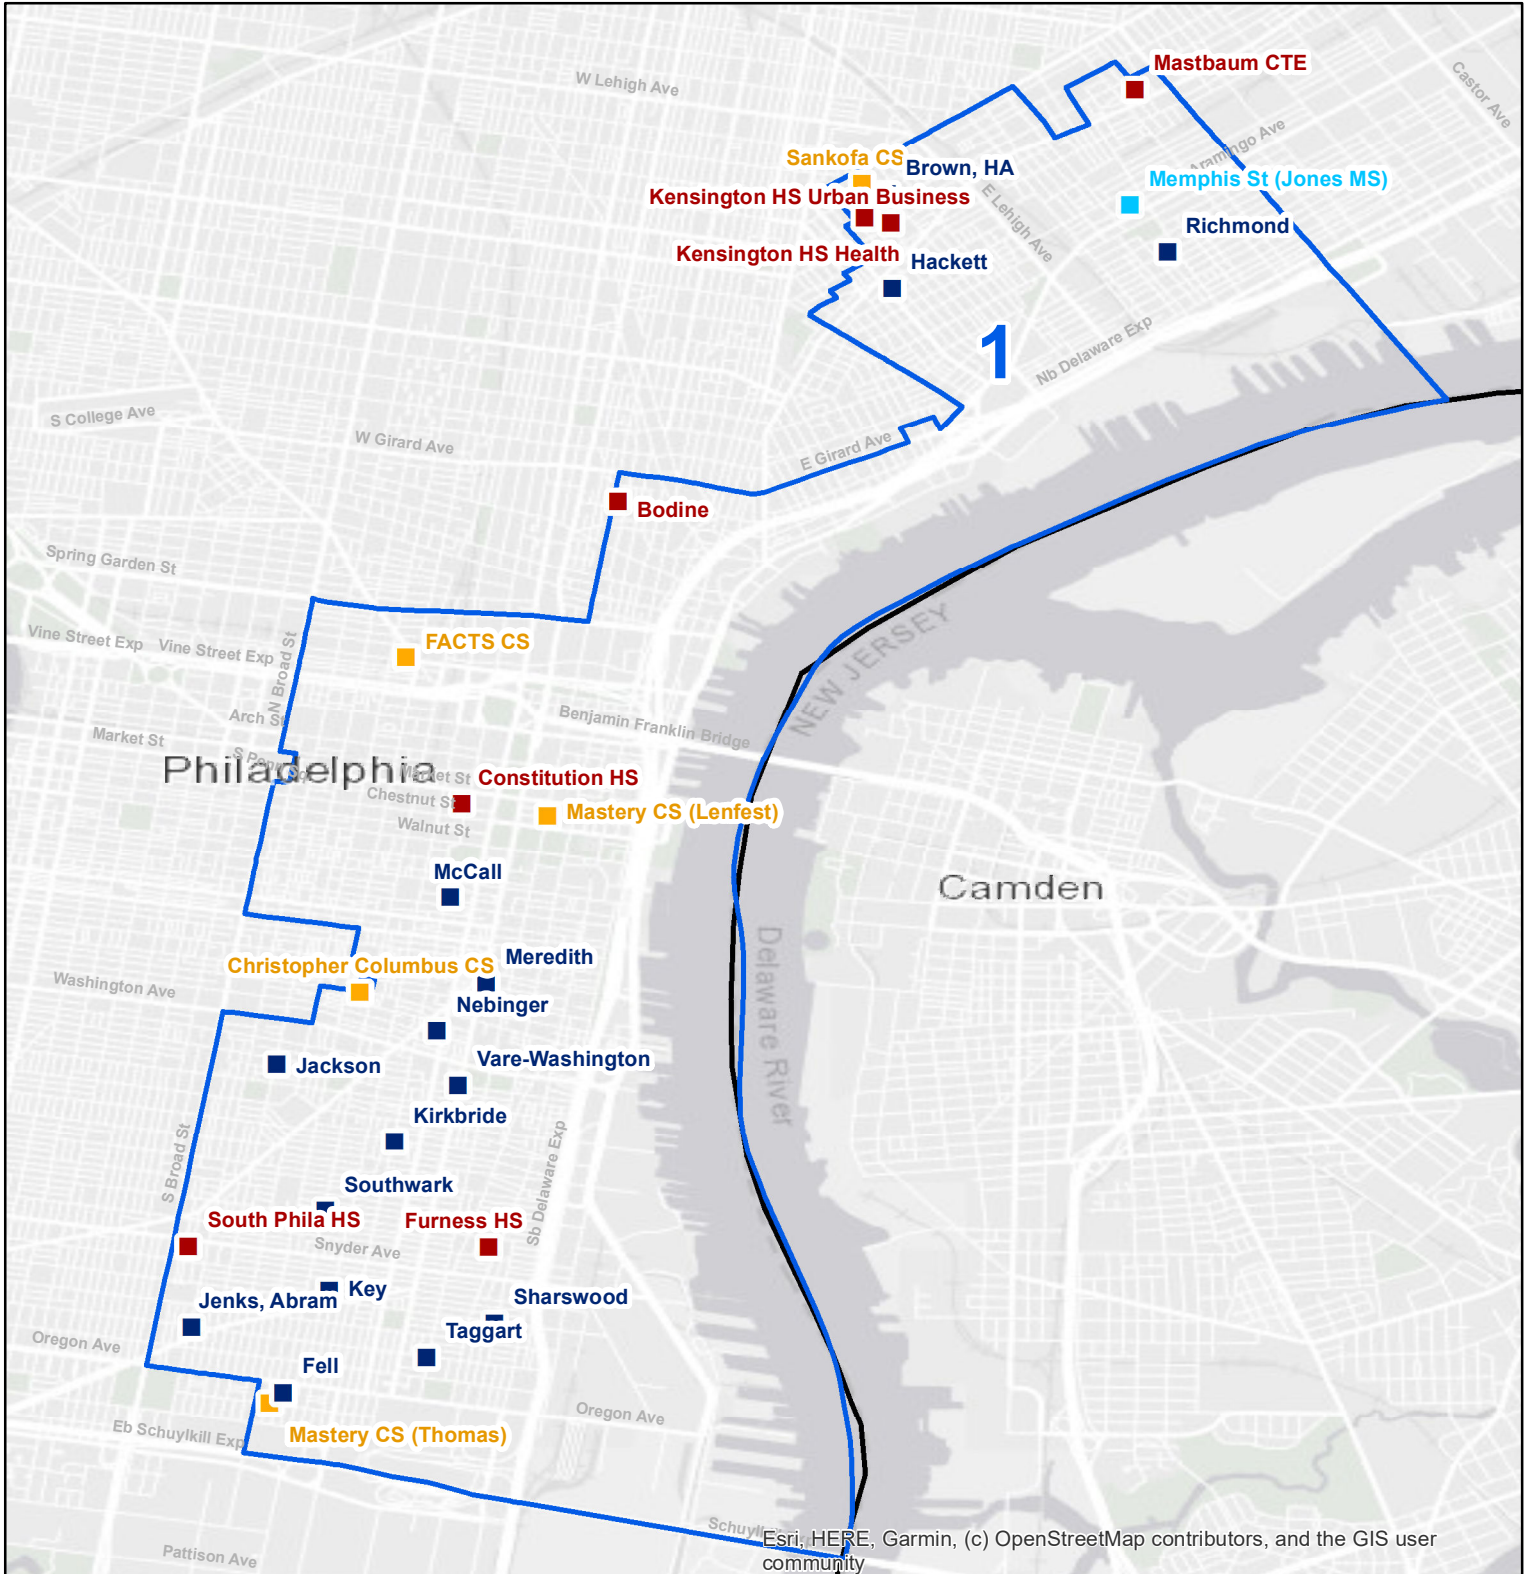 Mastbaum CTE
W Lehigh Ave
Castor Ave
Aramingo Ave
Sankofa CS
Brown, HA
Memphis St (Jones MS)
Kensington HS Urban Business
E Lehigh Ave
Richmond
Kensington HS Health
Hackett
1
Nb Delaware Exp
S College Ave
W Girard Ave
E Girard Ave
Bodine
Spring Garden St
NEW JERSEY
Vine Street Exp
Vine Street Exp
FACTS CS
N Broad St
Arch St
Benjamin Franklin Bridge
Market St
Philadelphia
Market St
Constitution HS
Chestnut St
Mastery CS (Lenfest)
Walnut St
McCall
Camden
Meredith
Christopher Columbus CS
Washington Ave
Nebinger
Delaware River
Jackson
Vare-Washington
Kirkbride
S Broad St
Sb Delaware Exp
Southwark
South Phila HS
Furness HS
Snyder Ave
Key
Jenks, Abram
Sharswood
Taggart
Oregon Ave
Fell
Oregon Ave
Eb Schuylkill Exp
Mastery CS (Thomas)
Pattison Ave
Esri, HERE, Garmin, (c) OpenStreetMap contributors, and the GIS user
community